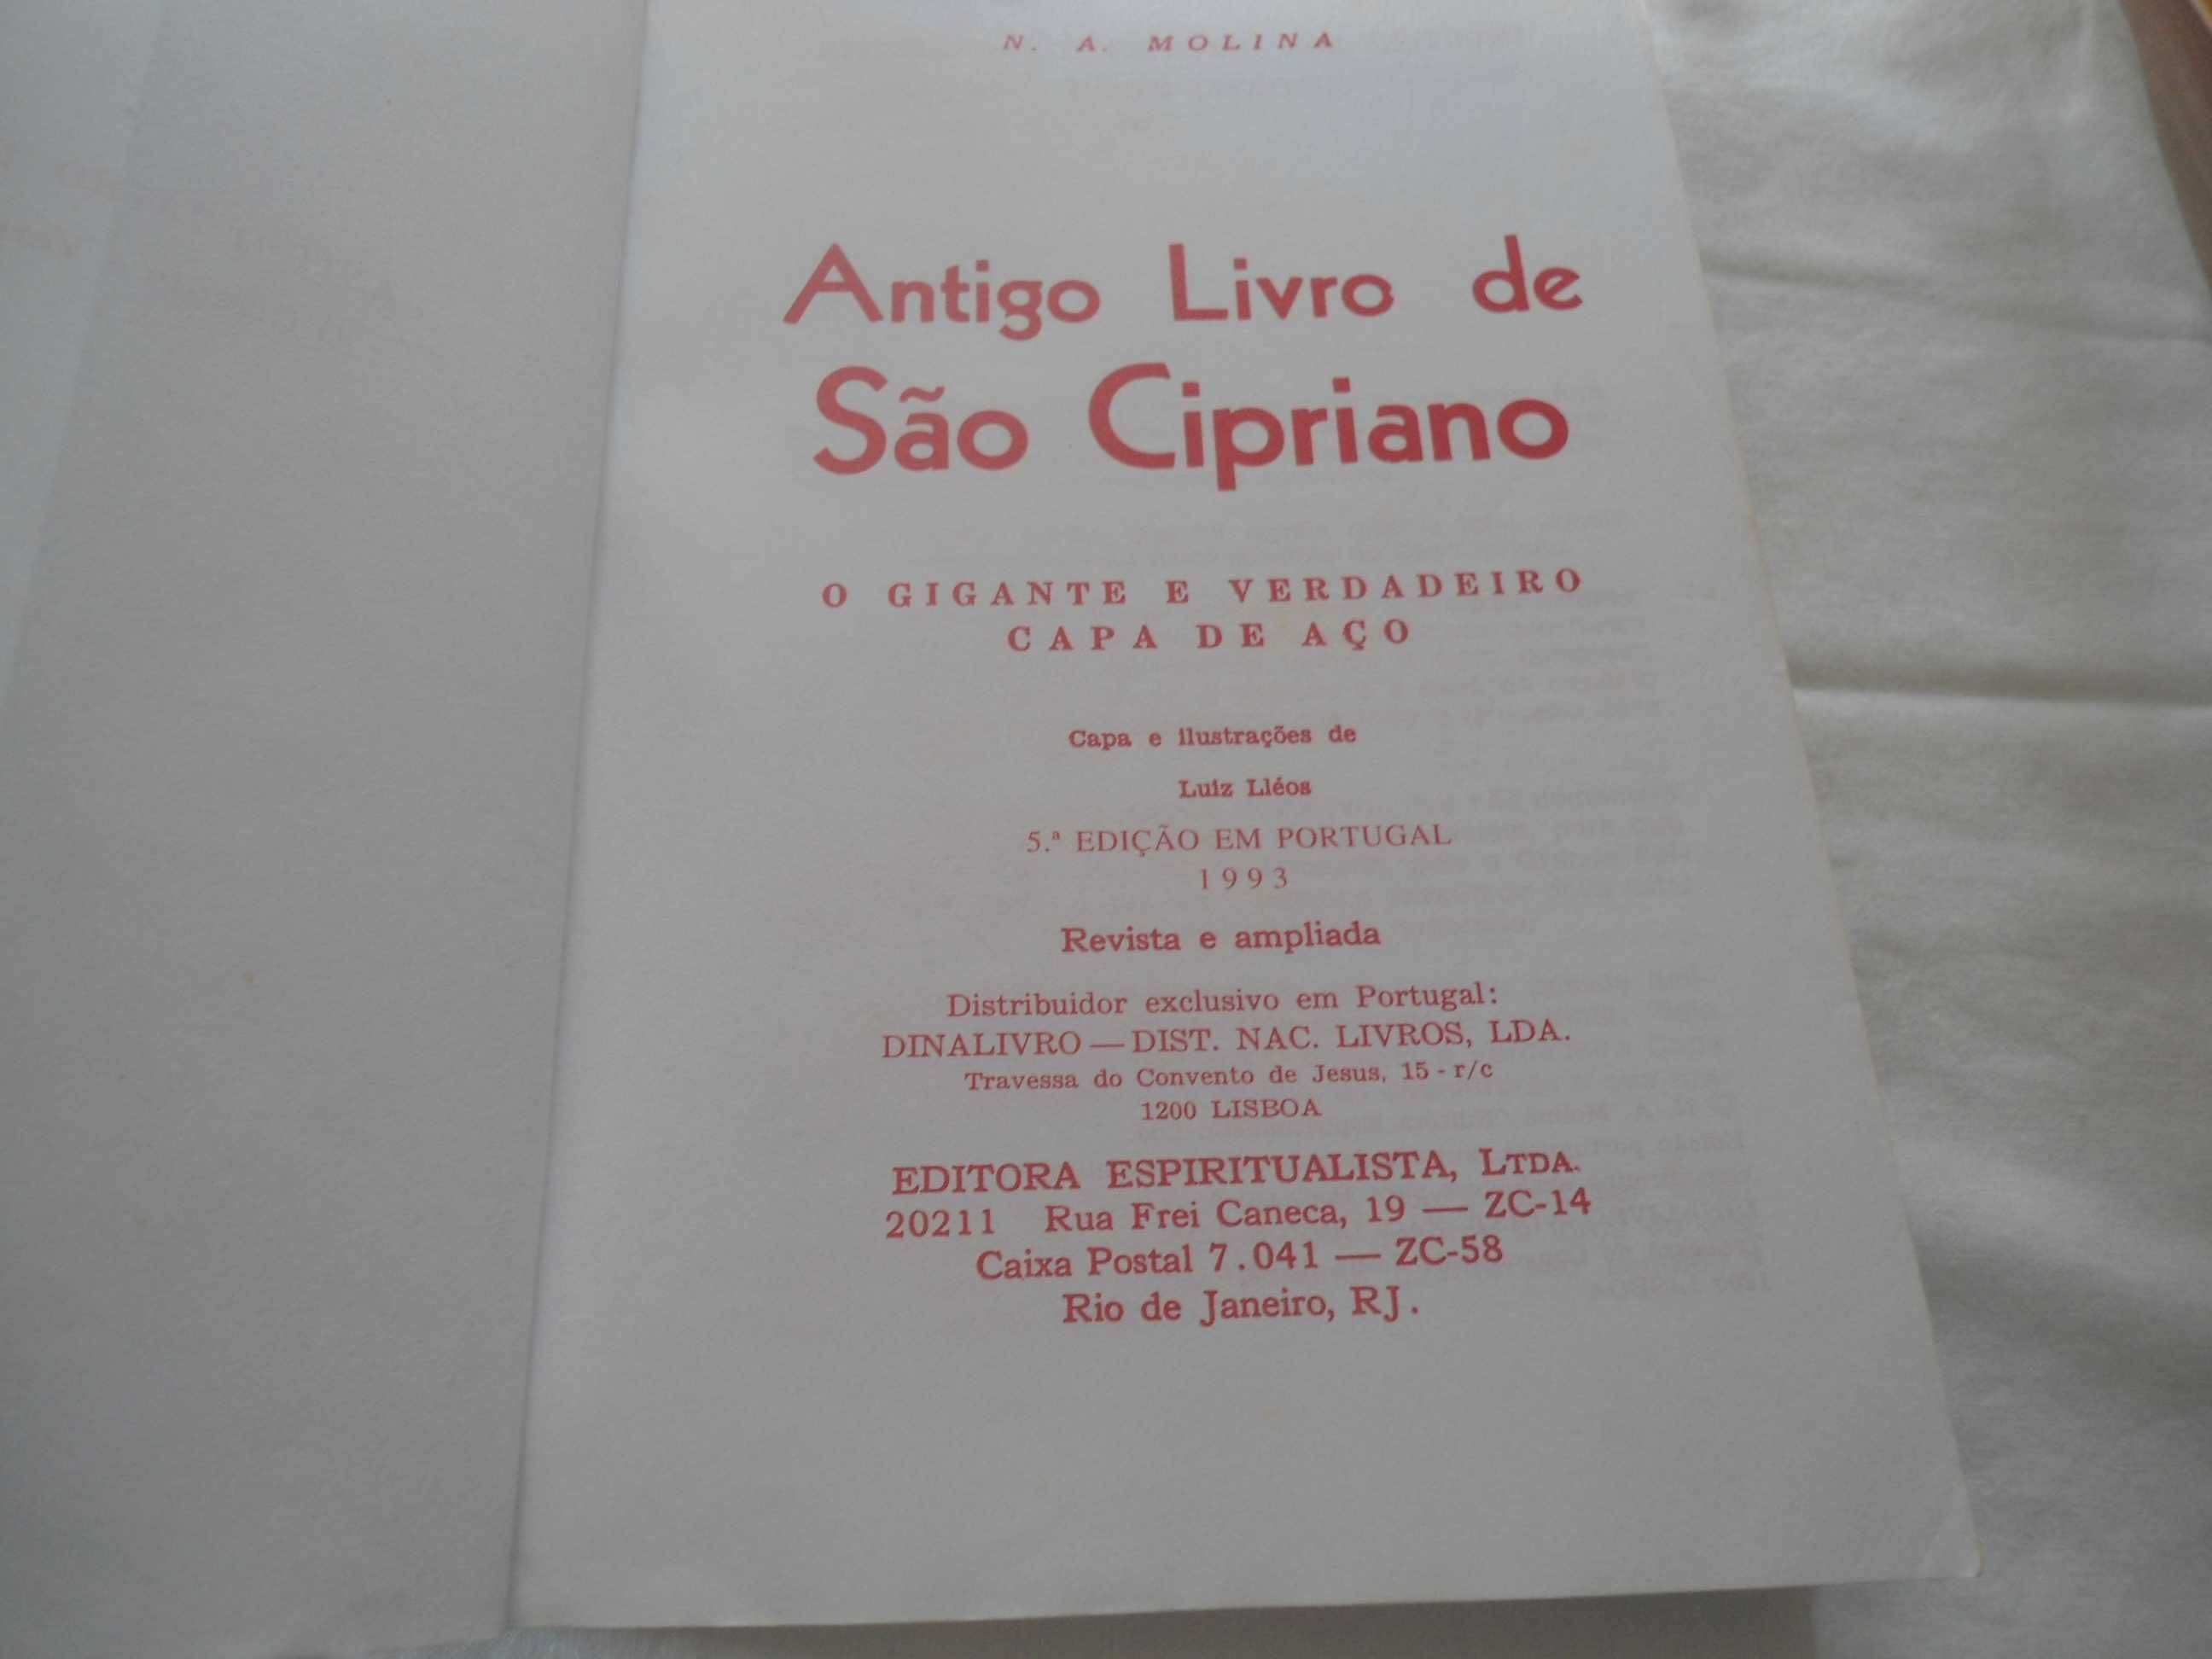 N. A. MOLINA
Antigo Livro de
São Cipriano
O GIGANTE E VERDADEIRO
CAPA DE AÇO
Capa e ilustrações de
Luiz Lléos
5.ª EDIÇÃO EM PORTUGAL
1993
Revista e ampliada
Distribuidor exclusivo em Portugal:
DINALIVRO — DIST. NAC. LIVROS, LDA.
Travessa do Convento de Jesus, 15 - r/c
1200 LISBOA
EDITORA ESPIRITUALISTA, LTDA.
20211 Rua Frei Caneca, 19 — ZC-14
Caixa Postal 7.041 — ZC-58
Rio de Janeiro, RJ.